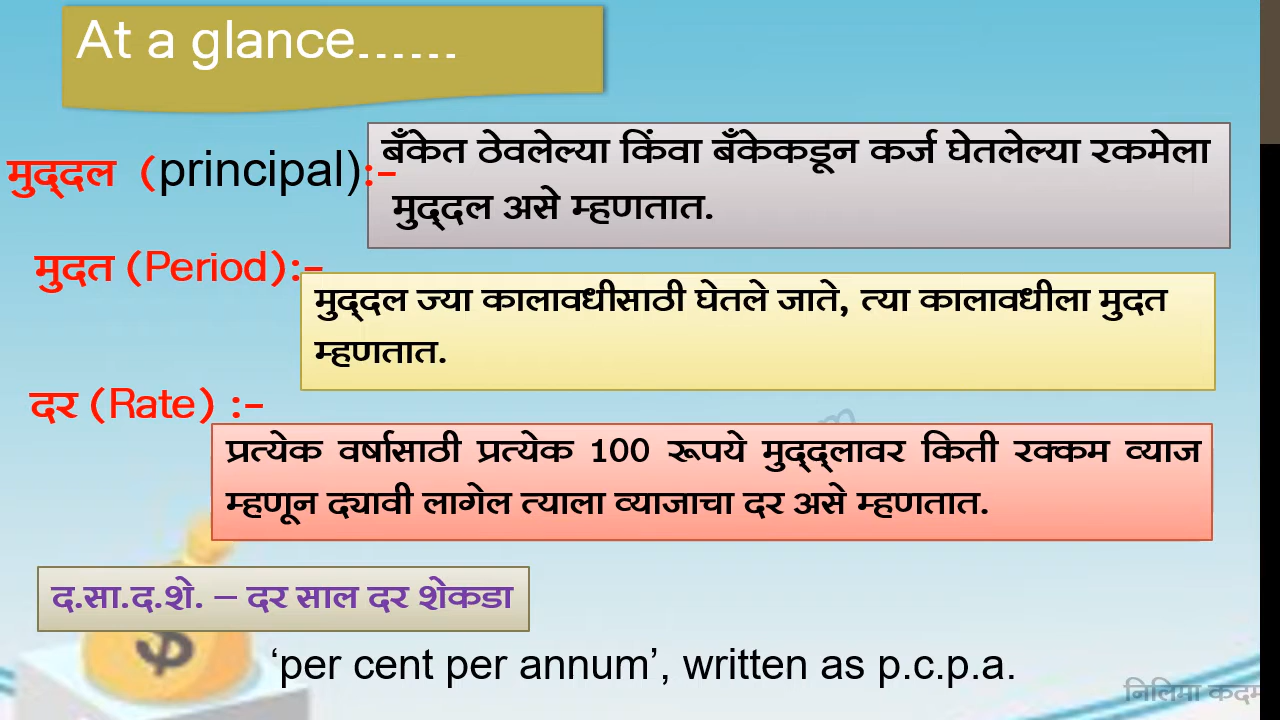 At a glance......
मुद्दल (principal):-
बँकेत ठेवलेल्या किंवा बँकेकडून कर्ज घेतलेल्या रकमेला
मुद्दल असे म्हणतात.
मुदत (Period):-
मुद्दल ज्या कालावधीसाठी घेतले जाते, त्या कालावधीला मुदत
म्हणतात.
दर (Rate) :-
प्रत्येक वर्षासाठी प्रत्येक 100 रूपये मुद्द्लावर किती रक्कम व्याज
म्हणून द्यावी लागेल त्याला व्याजाचा दर असे म्हणतात.
द.सा.द.शे. – दर साल दर शेकडा
‘per cent per annum’, written as p.c.p.a.
निलिमा कदम